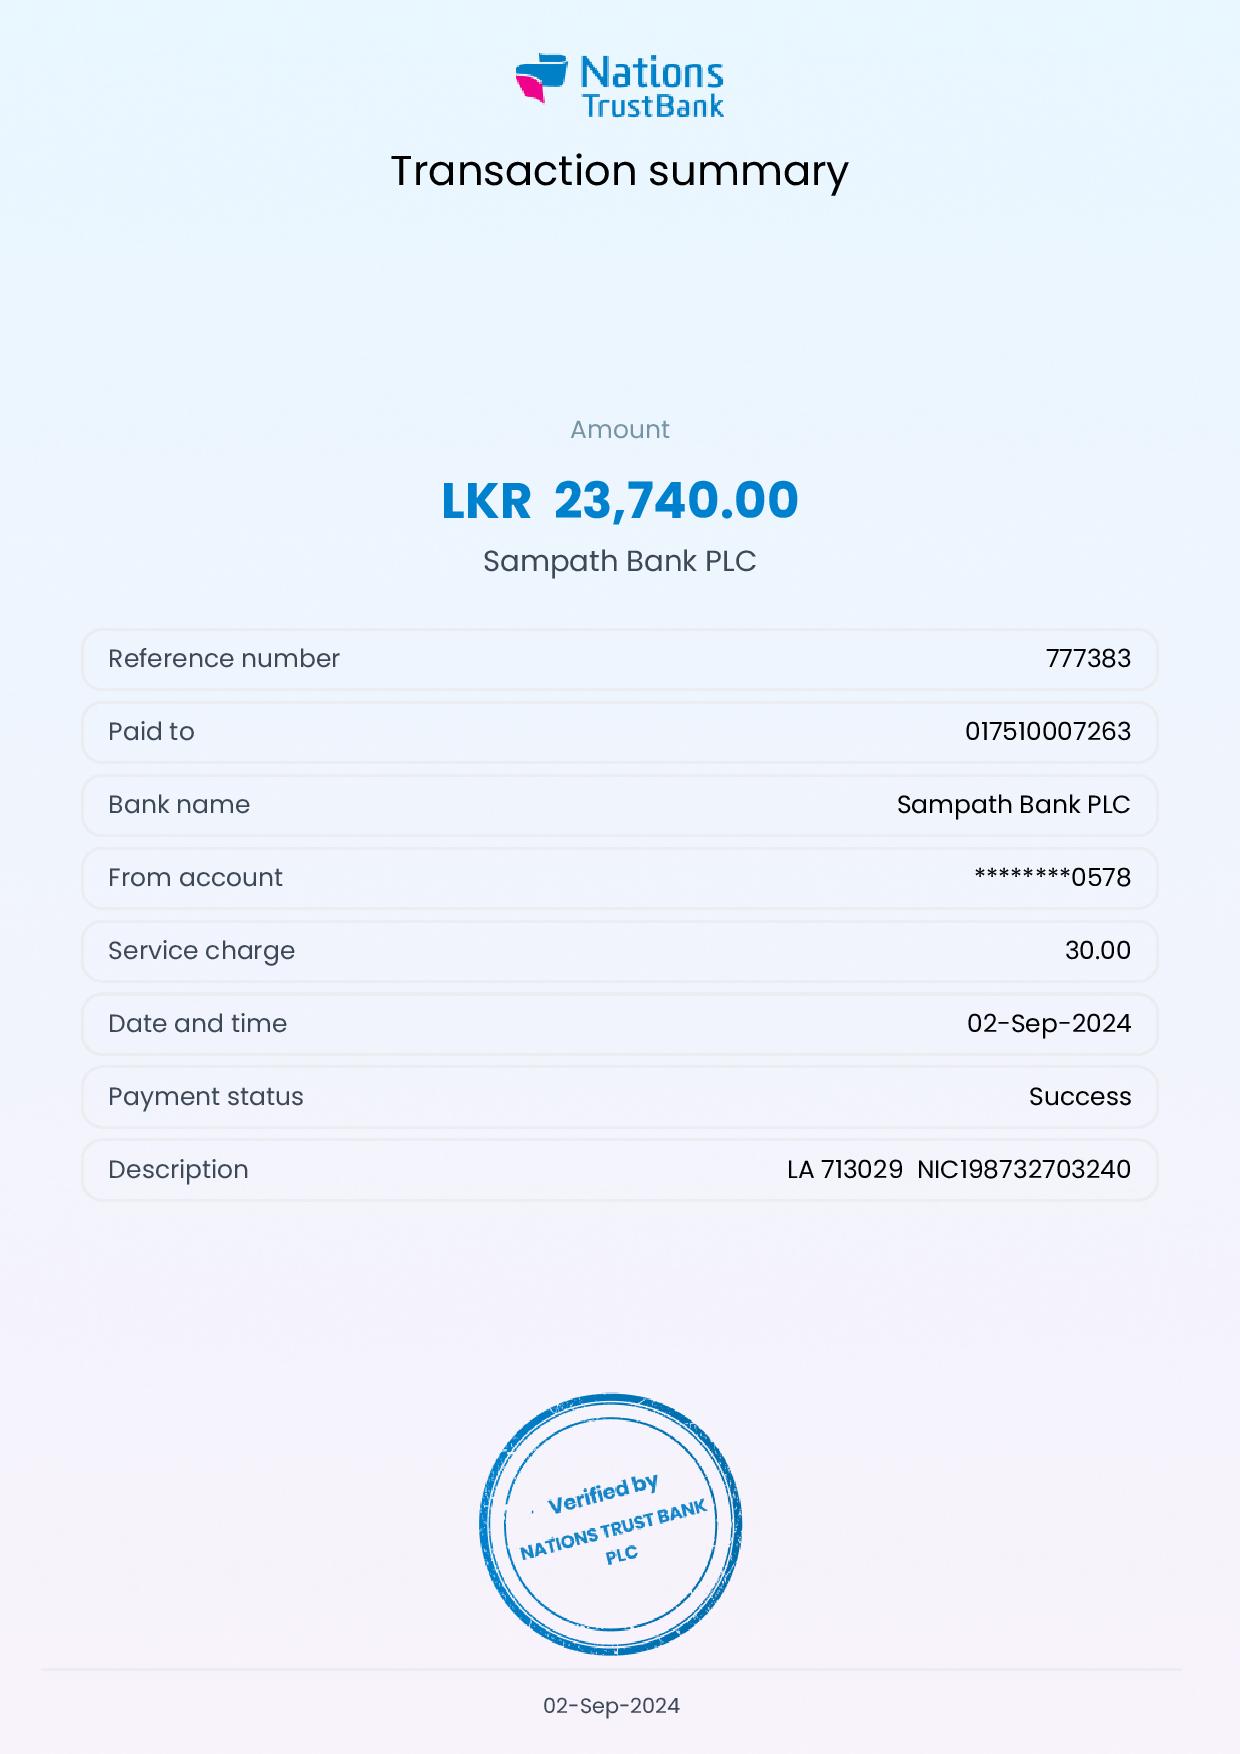 Nations
TrustBank
Transaction summary
Amount
LKR 23,740.00
Sampath Bank PLC
Reference number 777383
Paid to 017510007263
Bank name Sampath Bank PLC
From account ********0578
Service charge 30.00
Date and time 02-Sep-2024
Payment status Success
Description LA 713029 NIC198732703240
Verified by
NATIONS TRUST BANK
PLC
02-Sep-2024